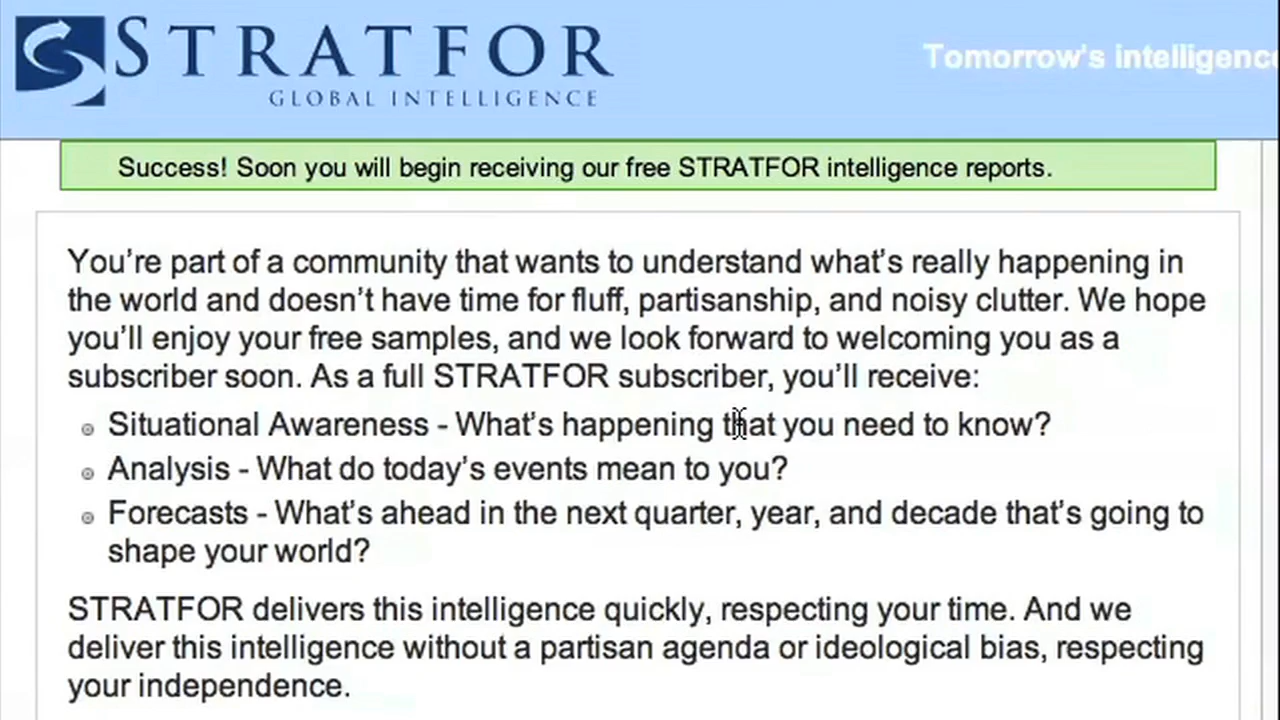 STRATFOR
GLOBAL INTELLIGENCE
Tomorrow's intelligence
Success! Soon you will begin receiving our free STRATFOR intelligence reports.
You’re part of a community that wants to understand what’s really happening in
the world and doesn’t have time for fluff, partisanship, and noisy clutter. We hope
you’ll enjoy your free samples, and we look forward to welcoming you as a
subscriber soon. As a full STRATFOR subscriber, you’ll receive:
Situational Awareness - What’s happening that you need to know?
Analysis - What do today’s events mean to you?
Forecasts - What’s ahead in the next quarter, year, and decade that’s going to
shape your world?
STRATFOR delivers this intelligence quickly, respecting your time. And we
deliver this intelligence without a partisan agenda or ideological bias, respecting
your independence.